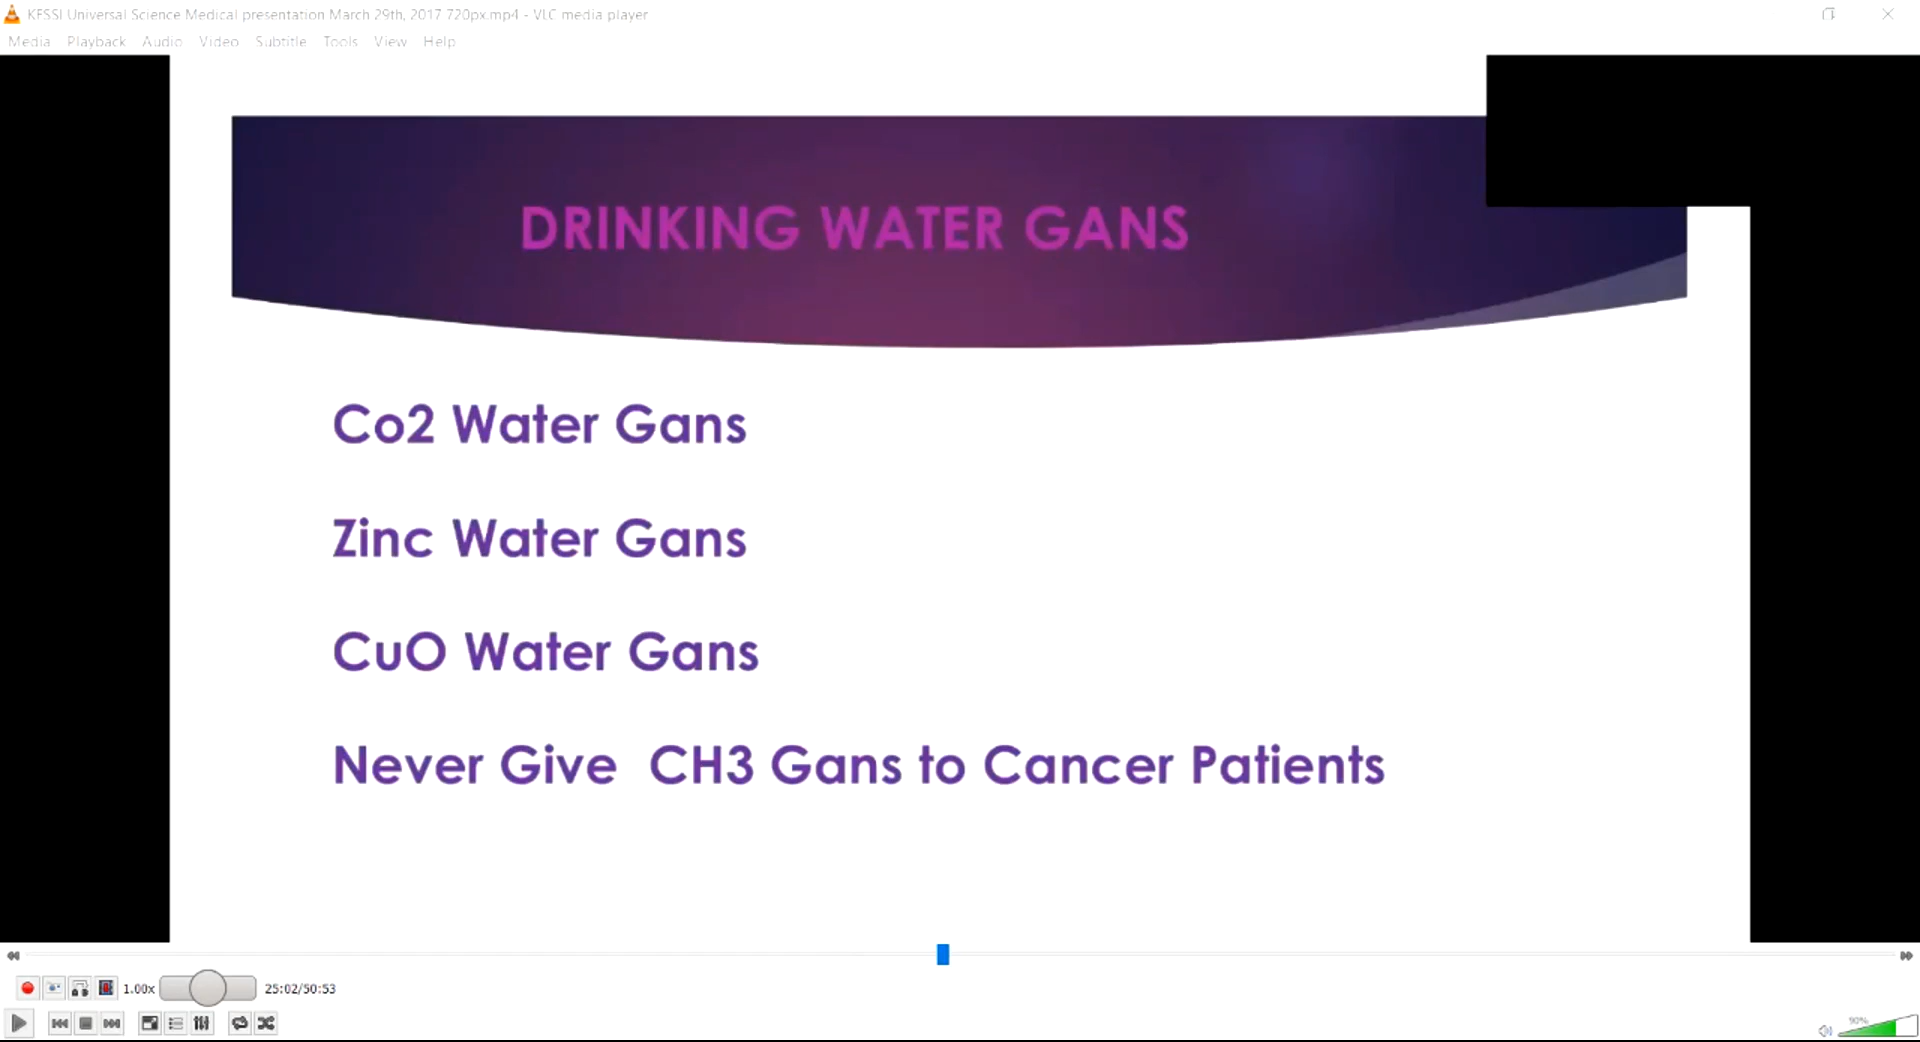 KFSSI Universal Science Medical presentation March 29th, 2017 720px.mp4 - VLC media player
Media Playback Audio Video Subtitle Tools View Help
DRINKING WATER GANS
Co2 Water Gans
Zinc Water Gans
CuO Water Gans
Never Give CH3 Gans to Cancer Patients
1.00x 25:02/50:53
90%